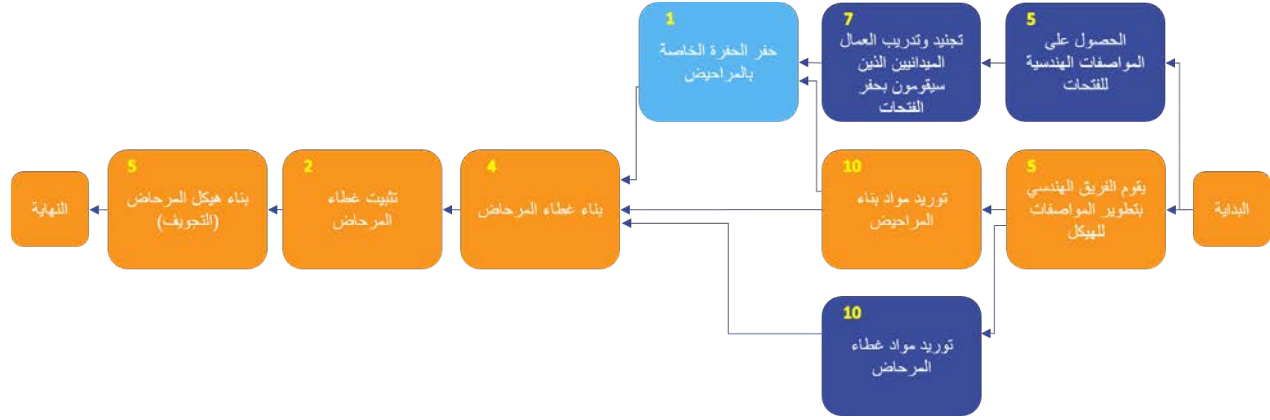 البداية
5
الحصول على
المواصفات الهندسية
للفتحات
7
تجنيد وتدريب العمال
الميدانيين الذين
سيقومون بحفر
الفتحات
1
حفر الحفرة الخاصة
بالمراحيض
5
يقوم الفريق الهندسي
بتطوير المواصفات
للهيكل
10
توريد مواد بناء
المراحيض
4
بناء غطاء المرحاض
2
تثبيت غطاء
المرحاض
5
بناء هيكل المرحاض
(التجويف)
النهاية
10
توريد مواد غطاء
المرحاض